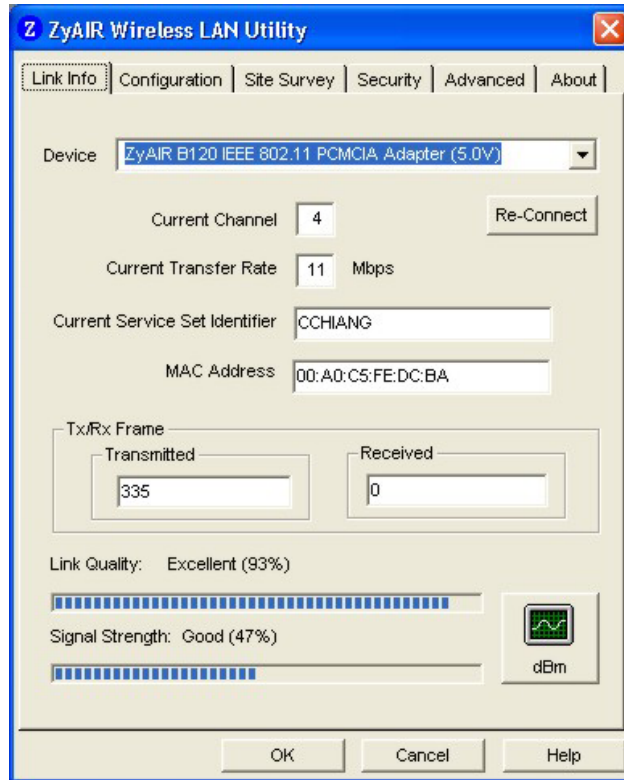 Z ZyAIR Wireless LAN Utility
Link Info Configuration Site Survey Security Advanced About
Device ZyAIR B120 IEEE 802.11 PCMCIA Adapter (5.0V)
Current Channel 4 Re-Connect
Current Transfer Rate 11 Mbps
Current Service Set Identifier CCHIANG
MAC Address 00:A0:C5:FE:DC:BA
Tx/Rx Frame
Transmitted Received
335 0
Link Quality: Excellent (93%)
Signal Strength: Good (47%)
dBm
OK Cancel Help